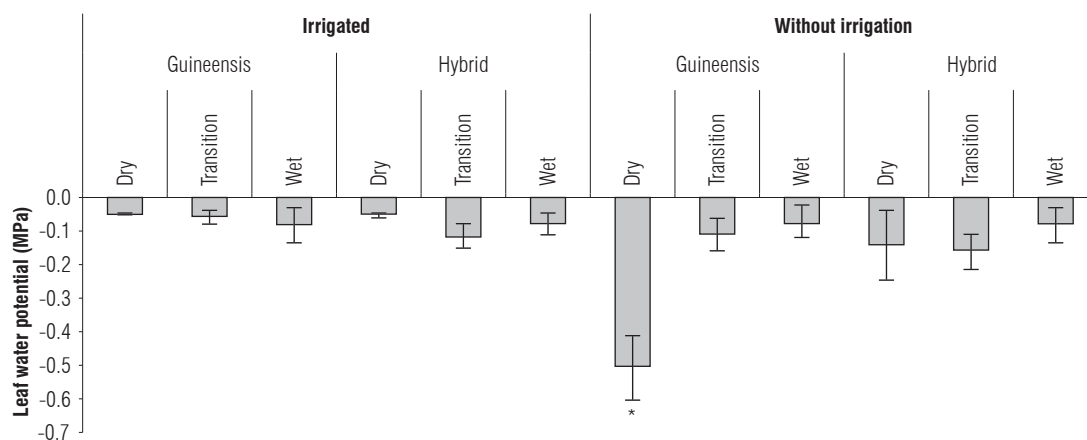 Irrigated Without irrigation
Guineensis Hybrid Guineensis Hybrid
Dry Transition Wet Dry Transition Wet Dry Transition Wet Dry Transition Wet
Leaf water potential (MPa)
0.0
-0.1
-0.2
-0.3
-0.4
-0.5
-0.6
-0.7
*